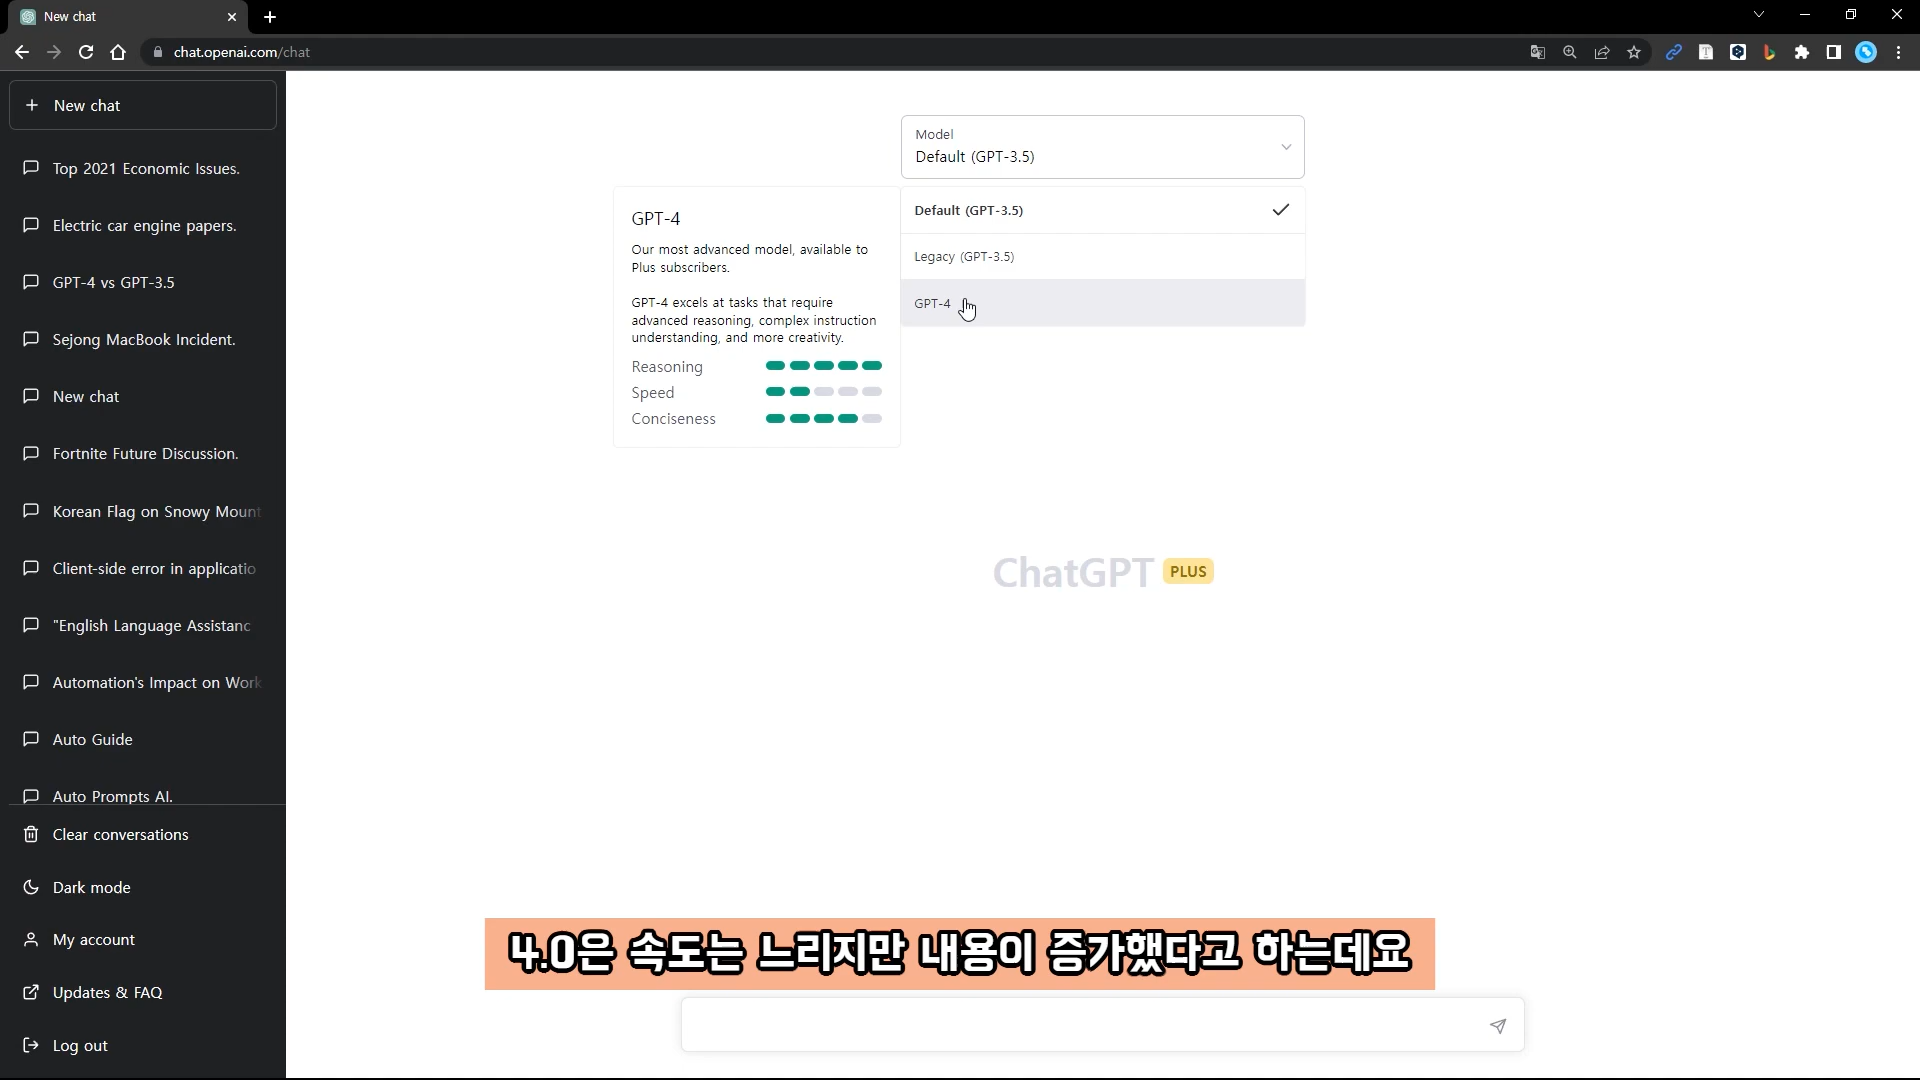 New chat
chat.openai.com/chat
New chat
Top 2021 Economic Issues.
Electric car engine papers.
GPT-4 vs GPT-3.5
Sejong MacBook Incident.
New chat
Fortnite Future Discussion.
Korean Flag on Snowy Mount
Client-side error in applicatio
"English Language Assistanc
Automation's Impact on Work
Auto Guide
Auto Prompts AI.
Clear conversations
Dark mode
My account
Updates & FAQ
Log out
Model
Default (GPT-3.5)
Default (GPT-3.5)
Legacy (GPT-3.5)
GPT-4
GPT-4
Our most advanced model, available to
Plus subscribers.
GPT-4 excels at tasks that require
advanced reasoning, complex instruction
understanding, and more creativity.
Reasoning
Speed
Conciseness
ChatGPT PLUS
4.0은 속도는 느리지만 내용이 증가했다고 하는데요